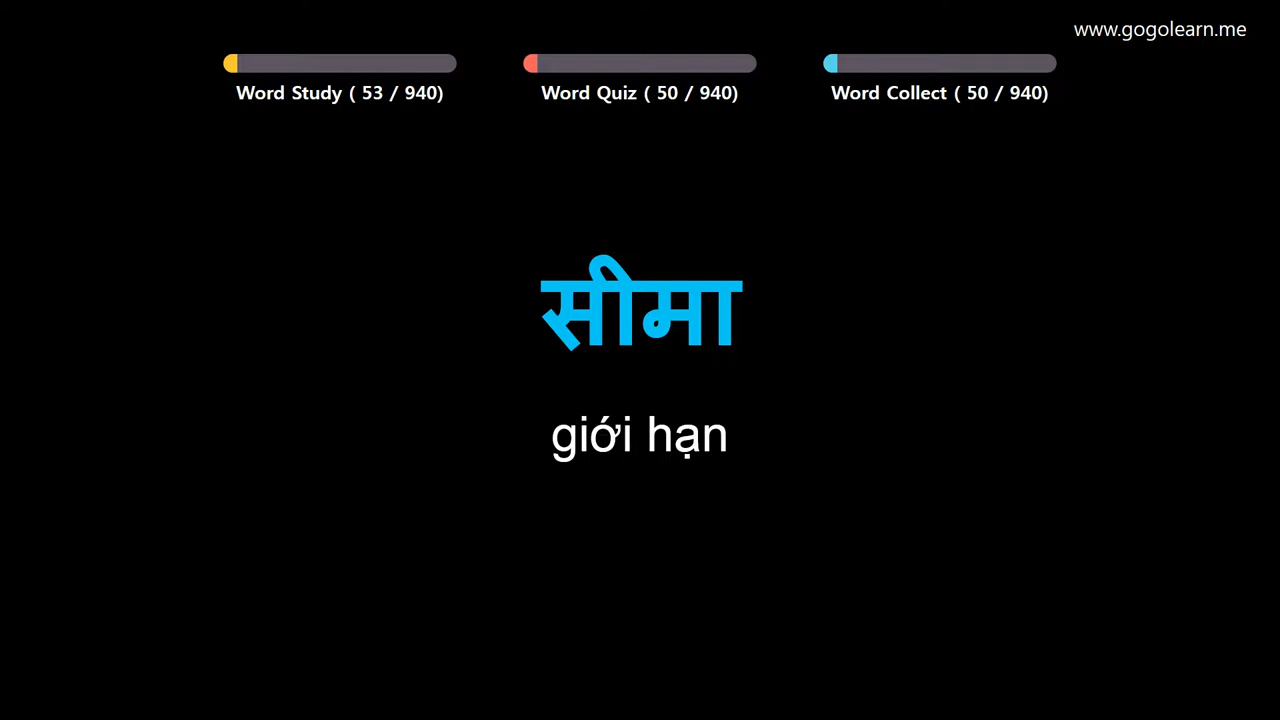 www.gogolearn.me
Word Study ( 53 / 940)
Word Quiz ( 50 / 940)
Word Collect ( 50 / 940)
सीमा
giới hạn